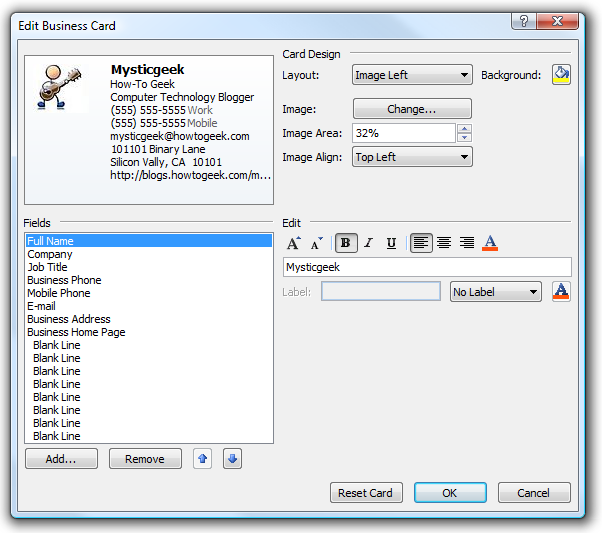 Edit Business Card
Mysticgeek
How-To Geek
Computer Technology Blogger
(555) 555-5555 Work
(555) 555-5555 Mobile
mysticgeek@howtogeek.com
101101 Binary Lane
Silicon Vally, CA 10101
http://blogs.howtogeek.com/m...
Card Design
Layout: Image Left Background:
Image: Change...
Image Area: 32%
Image Align: Top Left
Fields
Full Name
Company
Job Title
Business Phone
Mobile Phone
E-mail
Business Address
Business Home Page
Blank Line
Blank Line
Blank Line
Blank Line
Blank Line
Blank Line
Blank Line
Blank Line
Add... Remove
Edit
A A B I U A
Mysticgeek
Label: No Label A
Reset Card OK Cancel